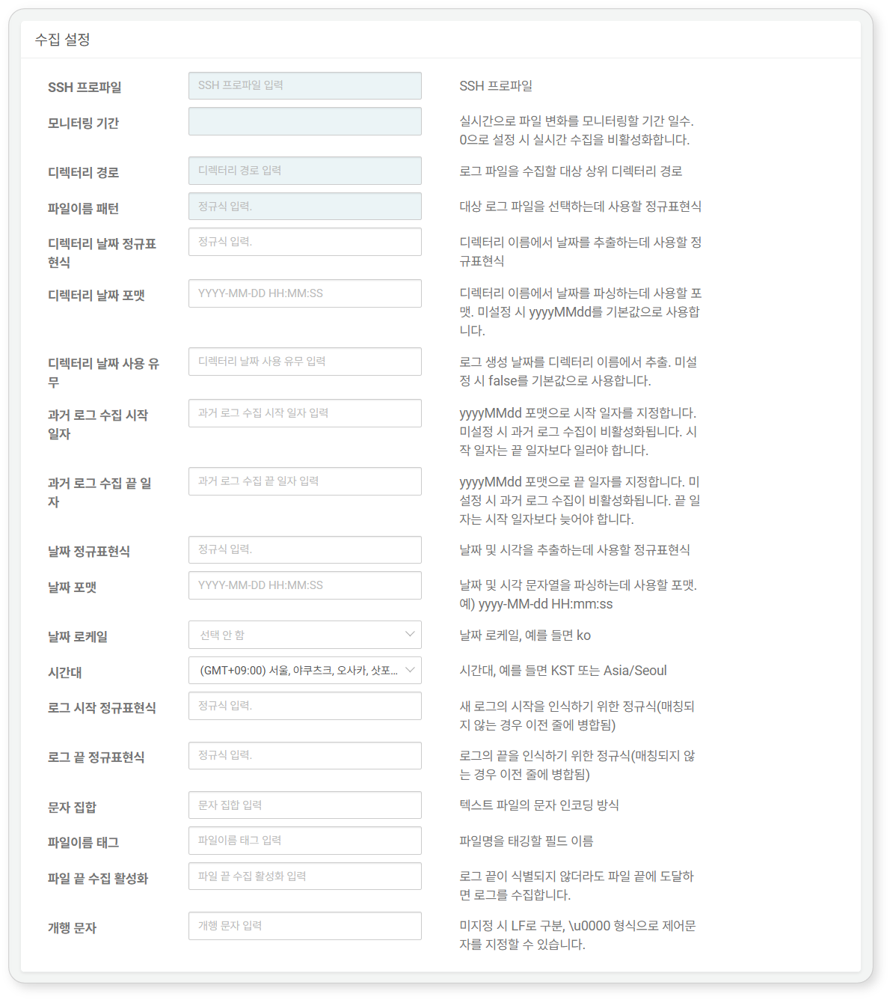 수집 설정
SSH 프로파일
SSH 프로파일 입력
SSH 프로파일
모니터링 기간
실시간으로 파일 변화를 모니터링할 기간 일수.
0으로 설정 시 실시간 수집을 비활성화합니다.
디렉터리 경로
디렉터리 경로 입력
로그 파일을 수집할 대상 상위 디렉터리 경로
파일이름 패턴
정규식 입력.
대상 로그 파일을 선택하는데 사용할 정규표현식
디렉터리 날짜 정규표
현식
정규식 입력.
디렉터리 이름에서 날짜를 추출하는데 사용할 정
규표현식
디렉터리 날짜 포맷
YYYY-MM-DD HH:MM:SS
디렉터리 이름에서 날짜를 파싱하는데 사용할 포
맷. 미설정 시 yyyyMMdd를 기본값으로 사용합
니다.
디렉터리 날짜 사용 유
무
디렉터리 날짜 사용 유무 입력
로그 생성 날짜를 디렉터리 이름에서 추출. 미설
정 시 false를 기본값으로 사용합니다.
과거 로그 수집 시작
일자
과거 로그 수집 시작 일자 입력
yyyyMMdd 포맷으로 시작 일자를 지정합니다.
미설정 시 과거 로그 수집이 비활성화됩니다. 시
작 일자는 끝 일자보다 일러야 합니다.
과거 로그 수집 끝 일
자
과거 로그 수집 끝 일자 입력
yyyyMMdd 포맷으로 끝 일자를 지정합니다. 미
설정 시 과거 로그 수집이 비활성화됩니다. 끝 일
자는 시작 일자보다 늦어야 합니다.
날짜 정규표현식
정규식 입력.
날짜 및 시각을 추출하는데 사용할 정규표현식
날짜 포맷
YYYY-MM-DD HH:MM:SS
날짜 및 시각 문자열을 파싱하는데 사용할 포맷.
예) yyyy-MM-dd HH:mm:ss
날짜 로케일
선택 안 함
날짜 로케일, 예를 들면 ko
시간대
(GMT+09:00) 서울, 야쿠츠크, 오사카, 삿포...
시간대, 예를 들면 KST 또는 Asia/Seoul
로그 시작 정규표현식
정규식 입력.
새 로그의 시작을 인식하기 위한 정규식(매칭되
지 않는 경우 이전 줄에 병합됨)
로그 끝 정규표현식
정규식 입력.
로그의 끝을 인식하기 위한 정규식(매칭되지 않
는 경우 이전 줄에 병합됨)
문자 집합
문자 집합 입력
텍스트 파일의 문자 인코딩 방식
파일이름 태그
파일이름 태그 입력
파일명을 태깅할 필드 이름
파일 끝 수집 활성화
파일 끝 수집 활성화 입력
로그 끝이 식별되지 않더라도 파일 끝에 도달하
면 로그를 수집합니다.
개행 문자
개행 문자 입력
미지정 시 LF로 구분, \u0000 형식으로 제어문
자를 지정할 수 있습니다.